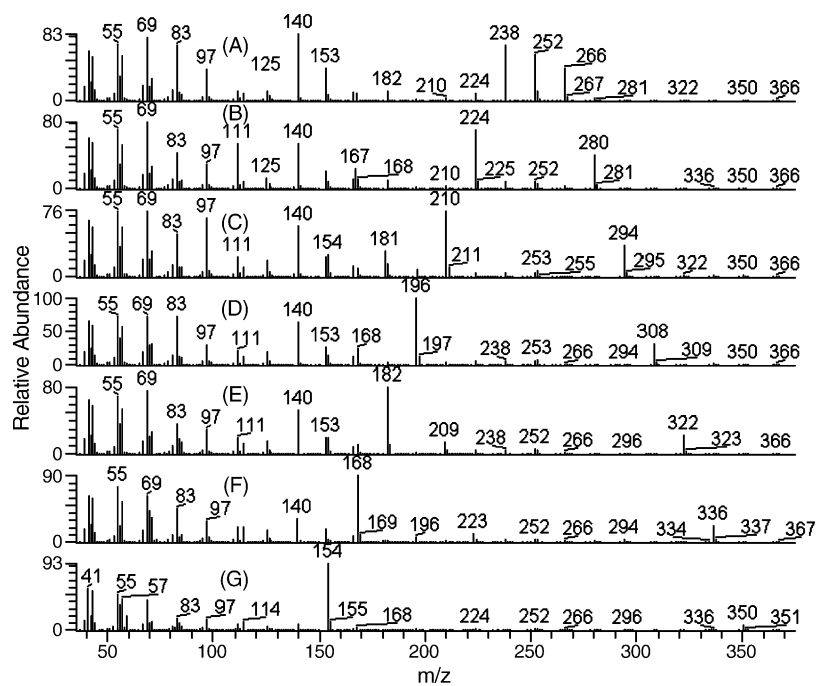 83 55 69 83 97 (A) 125 140 153 182 210 224 238 252 266 267 281 322 350 366
0
80 55 69 83 97 (B) 111 125 140 167 168 210 224 225 252 280 281 336 350 366
0
76 55 69 83 97 (C) 111 140 154 181 210 211 253 255 294 295 322 350 366
0
100 55 69 83 97 (D) 111 140 153 168 196 197 238 253 266 294 308 309 350 366
50
0
80 55 69 83 97 (E) 111 140 153 182 209 238 252 266 296 322 323 366
0
90 55 69 83 97 (F) 140 168 169 196 223 252 266 294 334 336 337 367
0
93 41 55 57 83 97 (G) 114 154 155 168 224 252 266 296 336 350 351
0
50 100 150 200 250 300 350
m/z
Relative Abundance